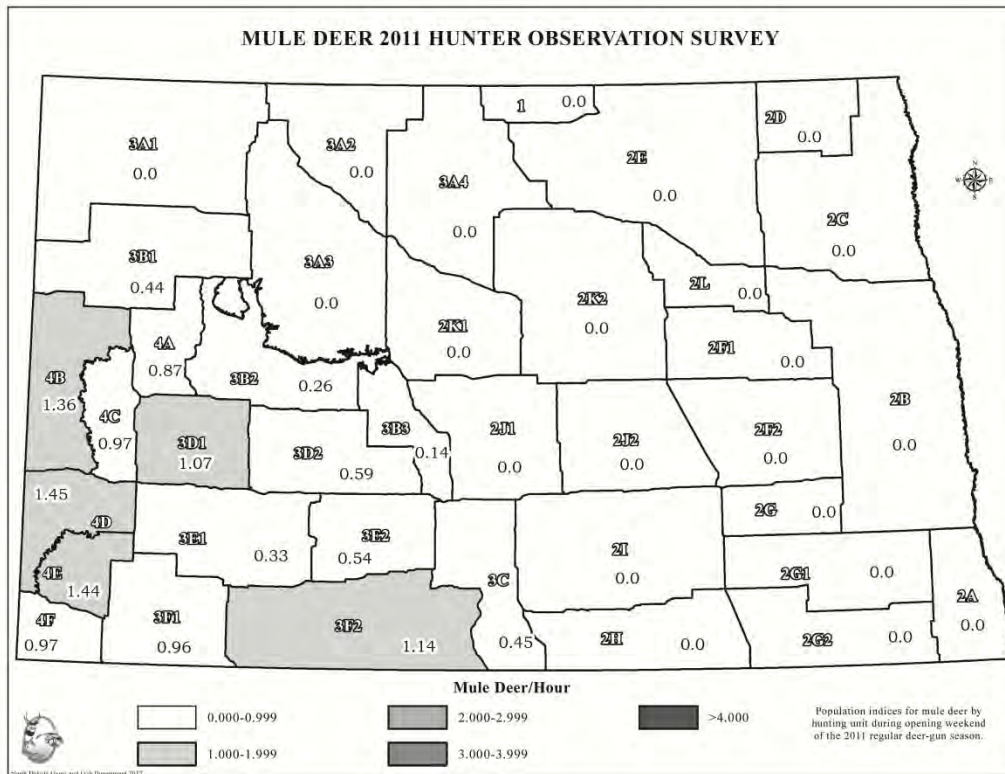 MULE DEER 2011 HUNTER OBSERVATION SURVEY
1 0.0
2D
0.0
3A1
0.0
3A2
0.0
3A4
0.0
2E
0.0
2C
0.0
3B1
0.44
3A3
0.0
2K2
0.0
2L
0.0
2K1
0.0
2F1
0.0
4A
0.87
3B2
0.26
4B
1.36
4C
0.97
2B
0.0
3B3
0.14
3D1
1.07
3D2
0.59
2J1
0.0
2J2
0.0
2F2
0.0
1.45
4D
2G
0.0
3E1
0.33
3E2
0.54
2I
0.0
4E
1.44
3C
0.45
2G1
0.0
2A
0.0
4F
0.97
3F1
0.96
3F2
1.14
2H
0.0
2G2
0.0
N
W E
S
Mule Deer/Hour
0.000-0.999
1.000-1.999
2.000-2.999
3.000-3.999
>4.000
Population indices for mule deer by
hunting unit during opening weekend
of the 2011 regular deer-gun season.
North Dakota Game and Fish Department